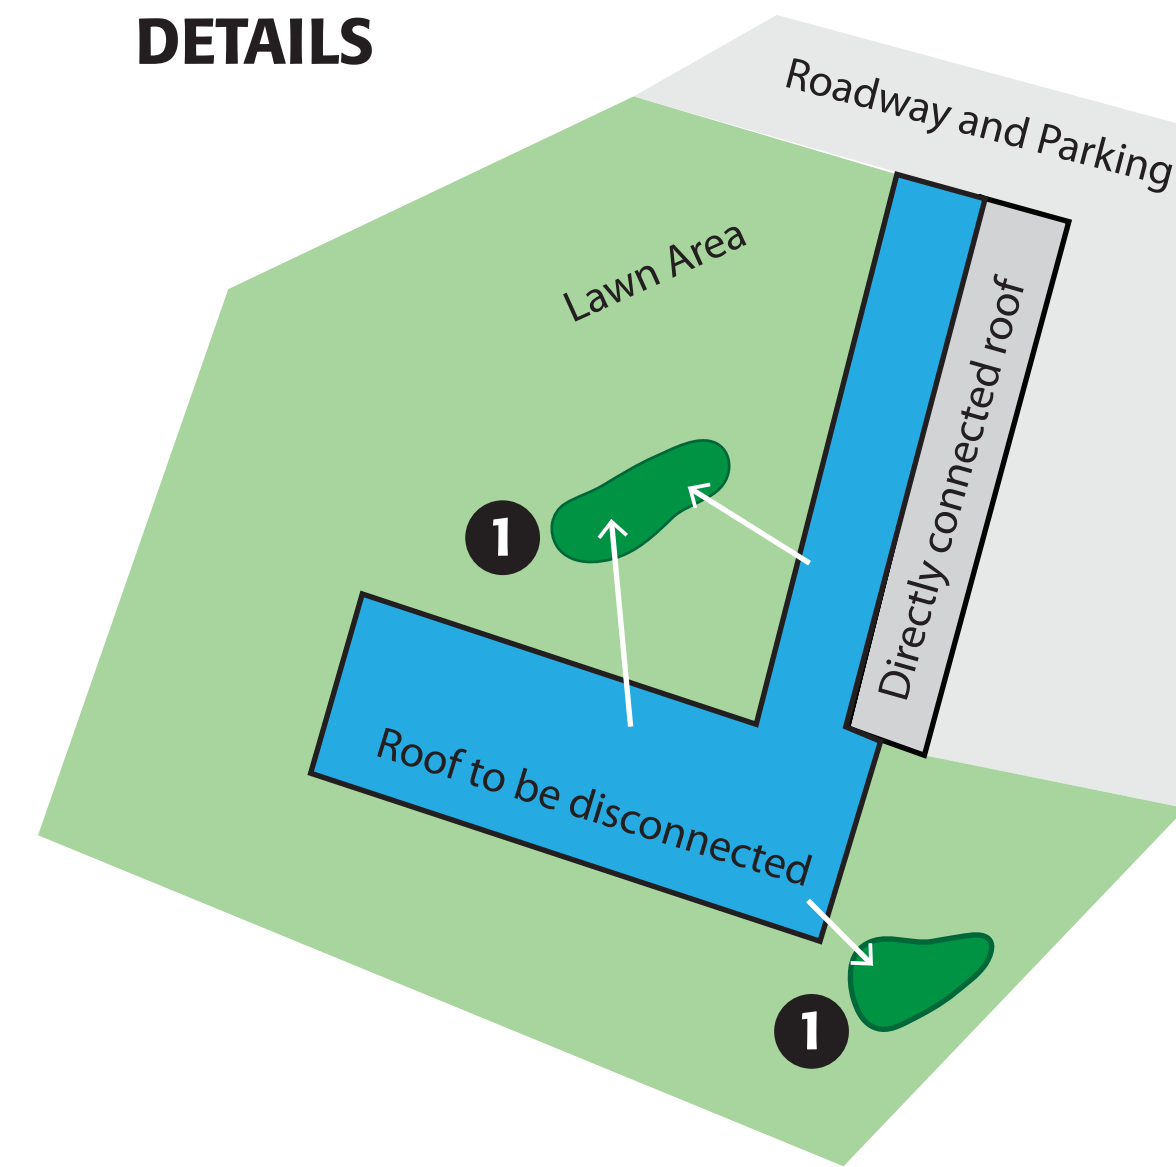 DETAILS
Roadway and Parking
Lawn Area
Directly connected roof
1
Roof to be disconnected
1